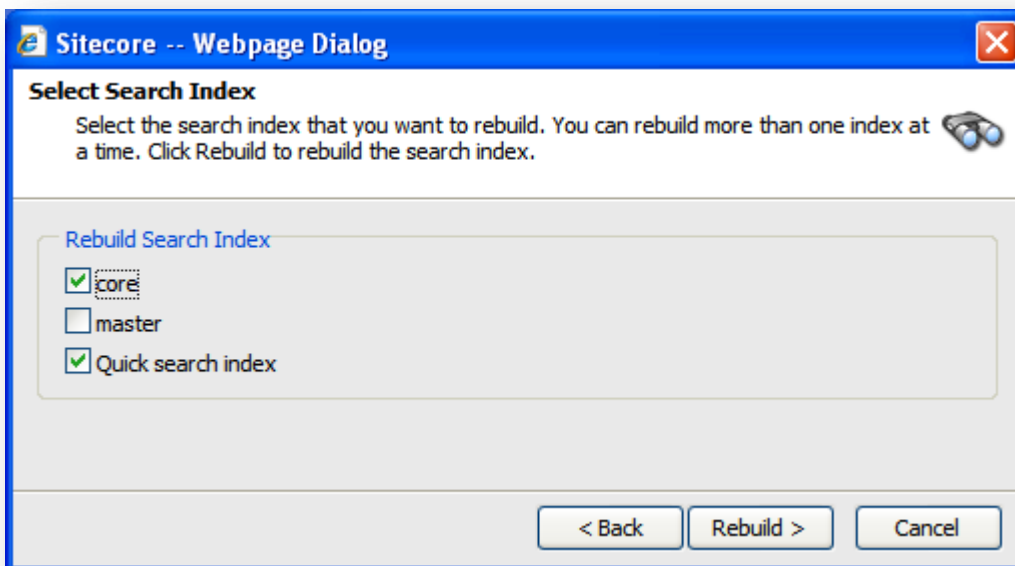 Sitecore -- Webpage Dialog
Select Search Index
Select the search index that you want to rebuild. You can rebuild more than one index at
a time. Click Rebuild to rebuild the search index.
Rebuild Search Index
core
master
Quick search index
< Back Rebuild > Cancel